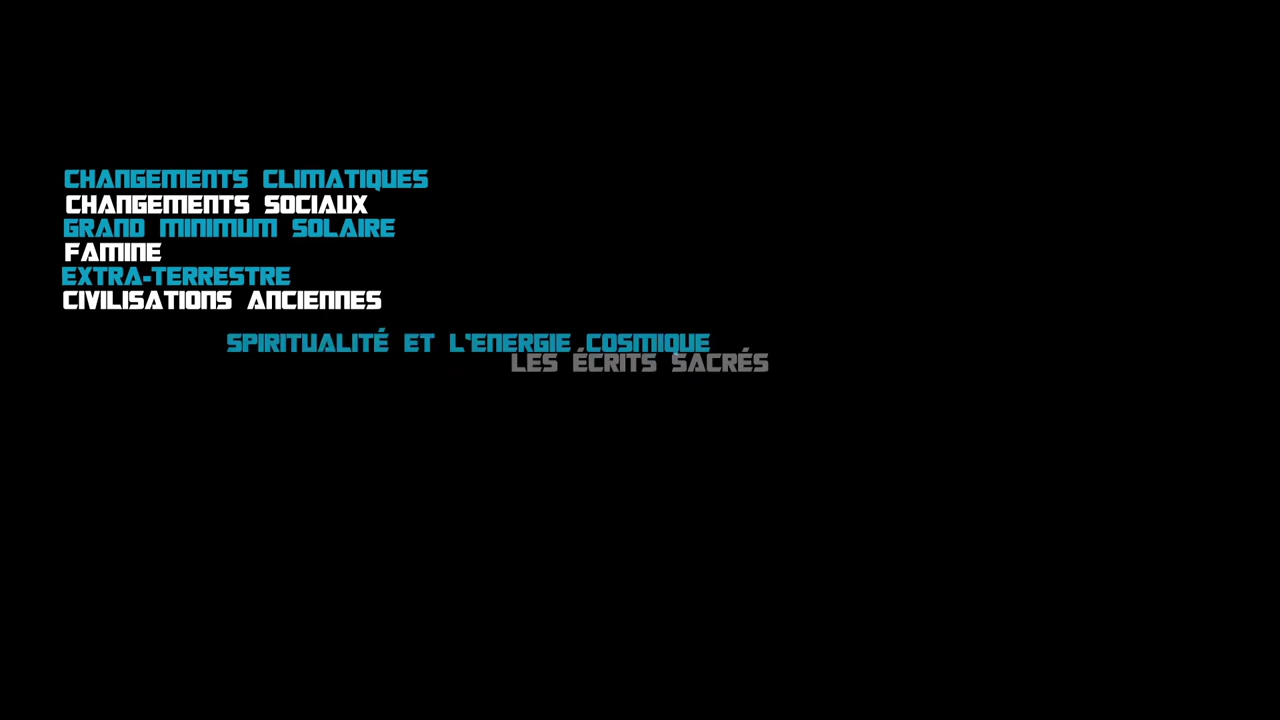 CHANGEMENTS CLIMATIQUES
CHANGEMENTS SOCIAUX
GRAND MINIMUM SOLAIRE
FAMINE
EXTRA-TERRESTRE
CIVILISATIONS ANCIENNES
SPIRITUALITÉ ET L'ENERGIE COSMIQUE
LES ÉCRITS SACRÉS